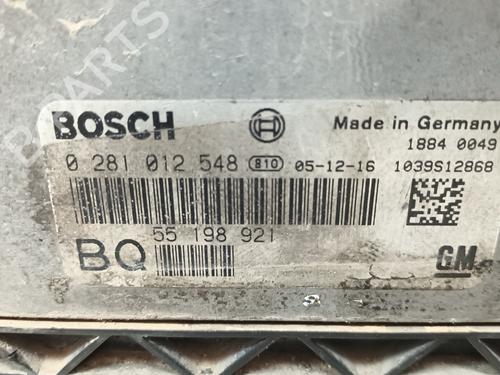 BOSCH
Made in Germany
1884 0049
0 281 012 548 810 05-12-16 1039S12868
55 198 921
BQ
GM